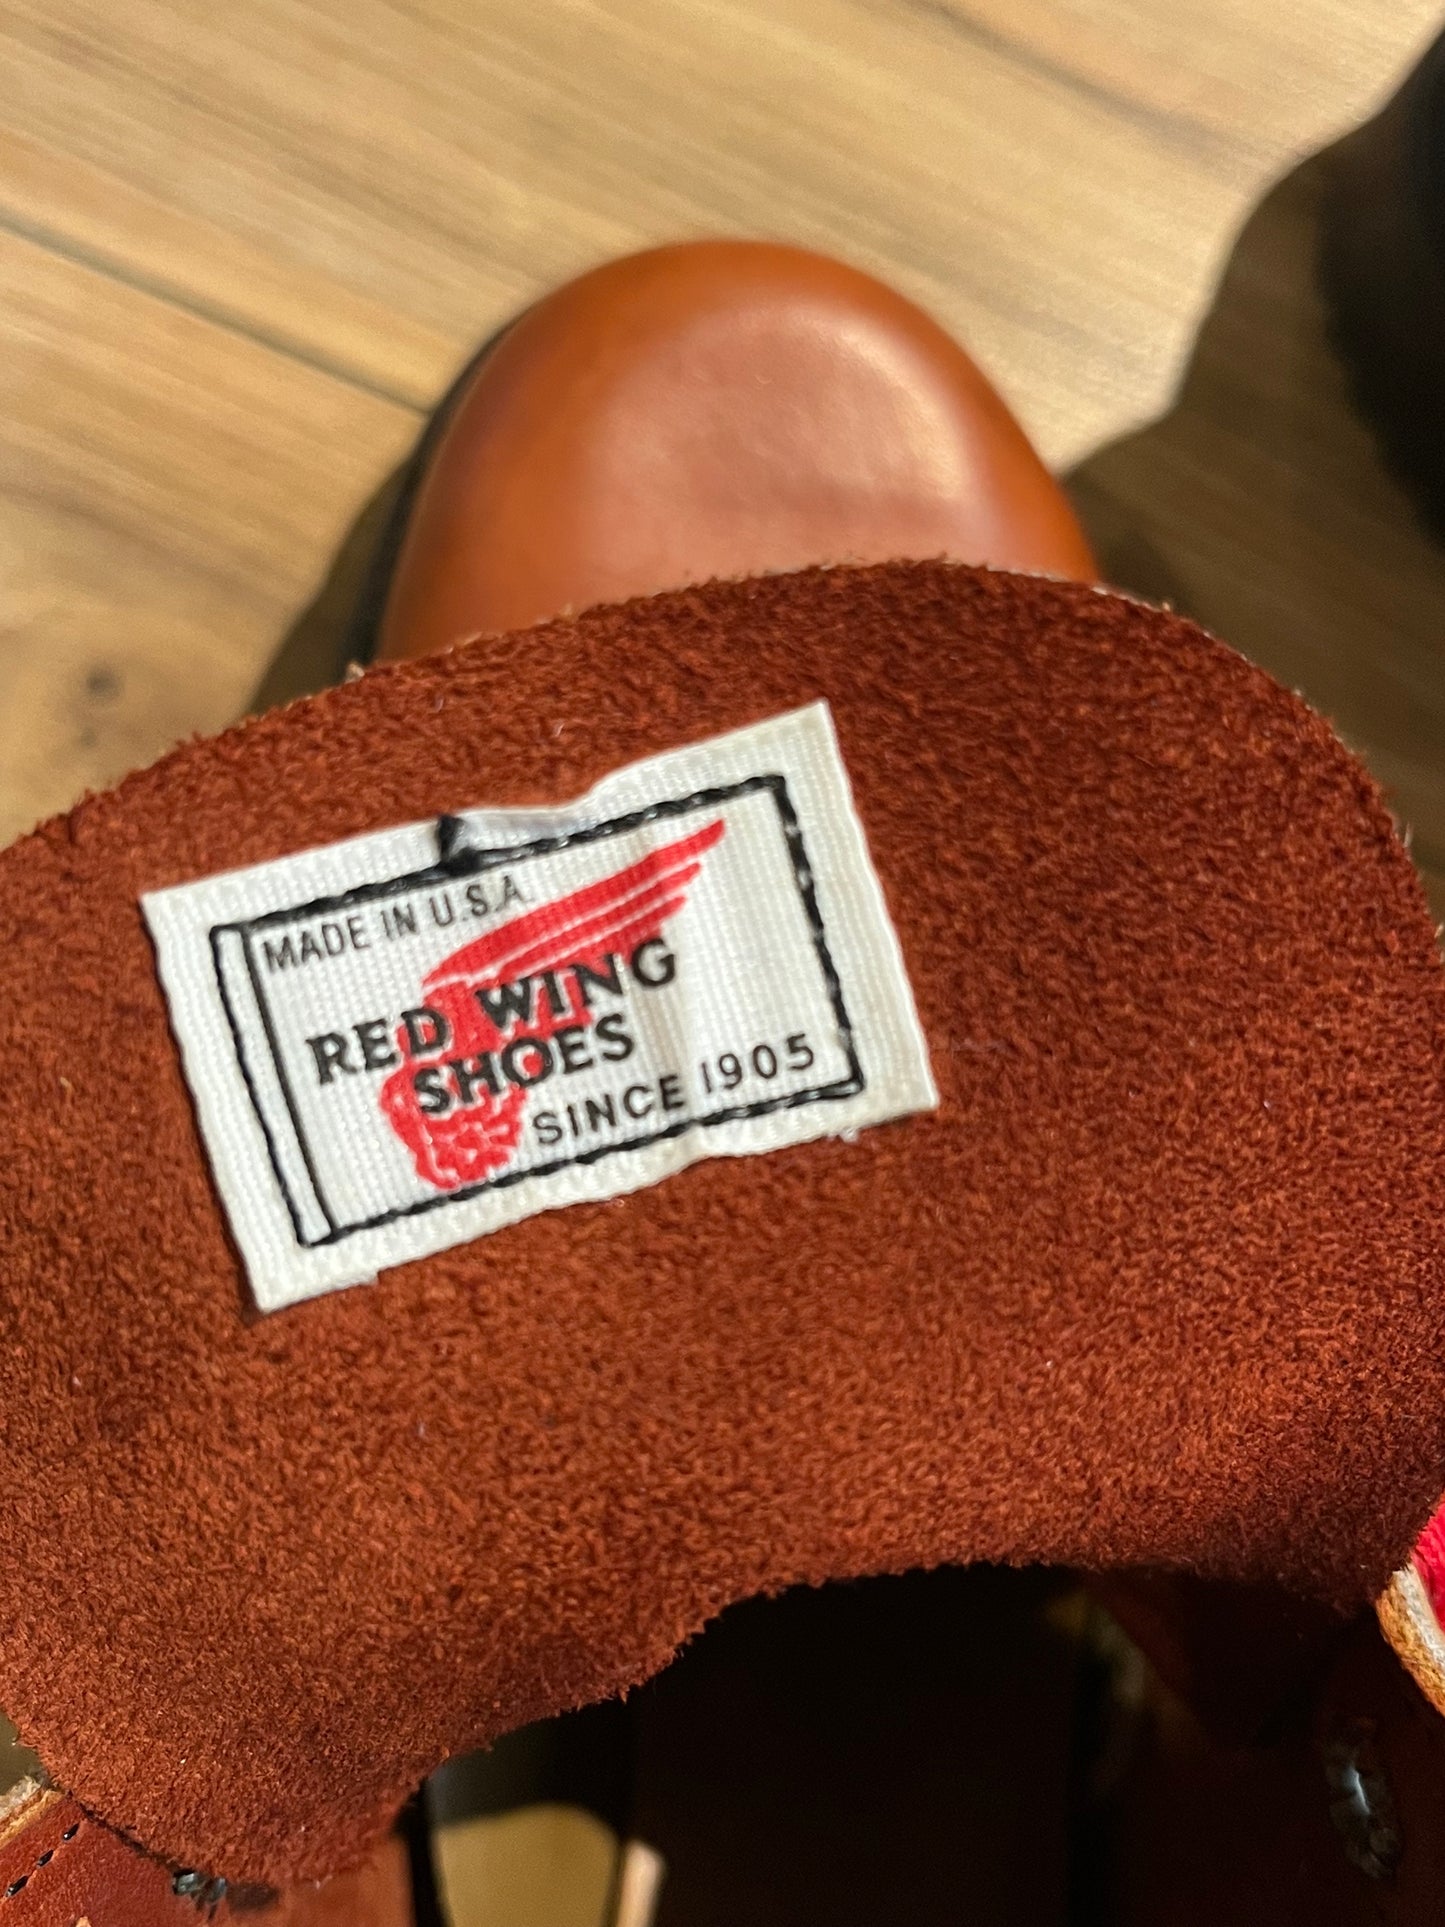 MADE IN U.S.A.
RED WING
SHOES
SINCE 1905